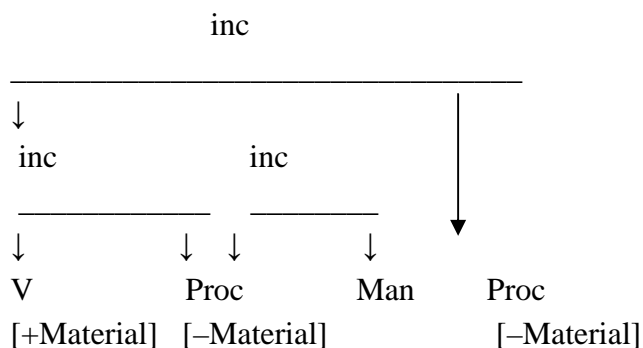 inc
inc inc
V Proc Man Proc
[+Material] [–Material] [–Material]